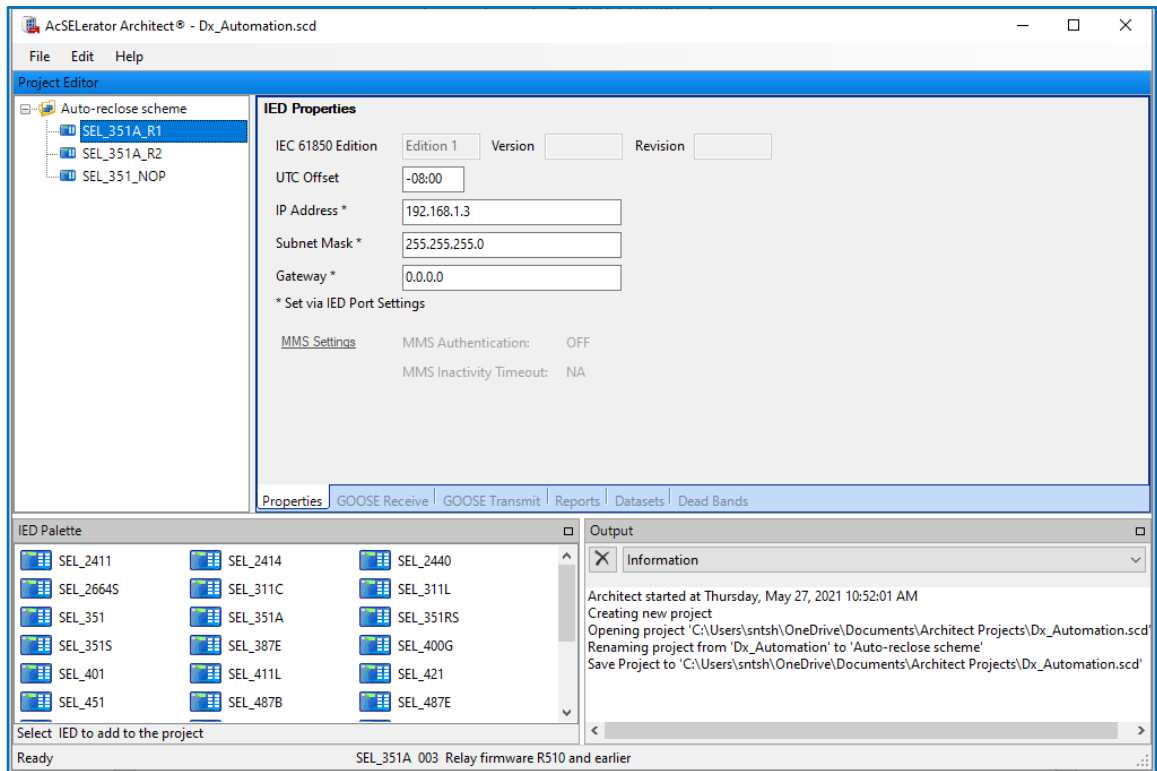 AcSELerator Architect® - Dx_Automation.scd
File Edit Help
Project Editor
Auto-reclose scheme
SEL_351A_R1
SEL_351A_R2
SEL_351_NOP
IED Properties
IEC 61850 Edition Edition 1 Version Revision
UTC Offset -08:00
IP Address * 192.168.1.3
Subnet Mask * 255.255.255.0
Gateway * 0.0.0.0
* Set via IED Port Settings
MMS Settings MMS Authentication: OFF
MMS Inactivity Timeout: NA
Properties GOOSE Receive GOOSE Transmit Reports Datasets Dead Bands
IED Palette
SEL_2411 SEL_2414 SEL_2440
SEL_2664S SEL_311C SEL_311L
SEL_351 SEL_351A SEL_351RS
SEL_351S SEL_387E SEL_400G
SEL_401 SEL_411L SEL_421
SEL_451 SEL_487B SEL_487E
Select IED to add to the project
Output
Information
Architect started at Thursday, May 27, 2021 10:52:01 AM
Creating new project
Opening project 'C:\Users\sntsh\OneDrive\Documents\Architect Projects\Dx_Automation.scd'
Renaming project from 'Dx_Automation' to 'Auto-reclose scheme'
Save Project to 'C:\Users\sntsh\OneDrive\Documents\Architect Projects\Dx_Automation.scd'
Ready SEL_351A 003 Relay firmware R510 and earlier